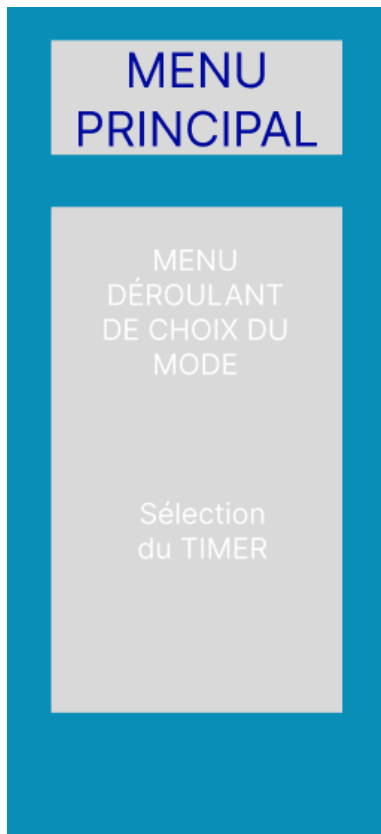 MENU
PRINCIPAL
MENU
DÉROULANT
DE CHOIX DU
MODE
Sélection
du TIMER